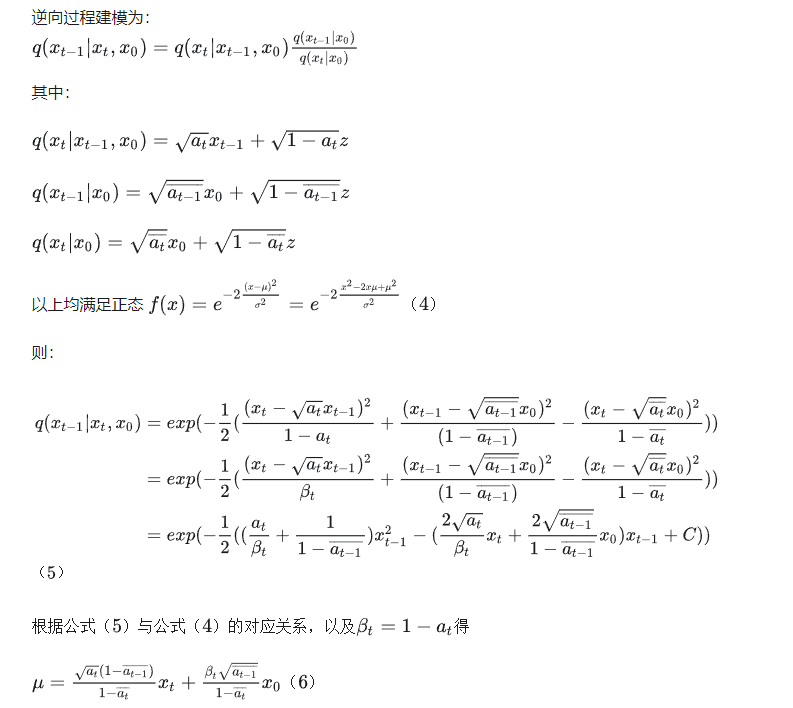 逆向过程建模为：
$q(x_{t-1}|x_t, x_0) = q(x_t|x_{t-1}, x_0)\frac{q(x_{t-1}|x_0)}{q(x_t|x_0)}$
其中：
$q(x_t|x_{t-1}, x_0) = \sqrt{a_t}x_{t-1} + \sqrt{1-a_t}z$
$q(x_{t-1}|x_0) = \sqrt{\overline{a_{t-1}}}x_0 + \sqrt{1-\overline{a_{t-1}}}z$
$q(x_t|x_0) = \sqrt{\overline{a_t}}x_0 + \sqrt{1-\overline{a_t}}z$
以上均满足正态 $f(x) = e^{-2\frac{(x-\mu)^2}{\sigma^2}} = e^{-2\frac{x^2-2x\mu+\mu^2}{\sigma^2}}$（4）
则：
$q(x_{t-1}|x_t, x_0) = exp(-\frac{1}{2}(\frac{(x_t-\sqrt{a_t}x_{t-1})^2}{1-a_t} + \frac{(x_{t-1}-\sqrt{\overline{a_{t-1}}}x_0)^2}{(1-\overline{a_{t-1}})} - \frac{(x_t-\sqrt{\overline{a_t}}x_0)^2}{1-\overline{a_t}}))$
$= exp(-\frac{1}{2}(\frac{(x_t-\sqrt{a_t}x_{t-1})^2}{\beta_t} + \frac{(x_{t-1}-\sqrt{\overline{a_{t-1}}}x_0)^2}{(1-\overline{a_{t-1}})} - \frac{(x_t-\sqrt{\overline{a_t}}x_0)^2}{1-\overline{a_t}}))$
$= exp(-\frac{1}{2}((\frac{a_t}{\beta_t} + \frac{1}{1-\overline{a_{t-1}}})x_{t-1}^2 - (\frac{2\sqrt{a_t}}{\beta_t}x_t + \frac{2\sqrt{\overline{a_{t-1}}}}{1-\overline{a_{t-1}}}x_0)x_{t-1} + C))$
（5）
根据公式（5）与公式（4）的对应关系，以及$\beta_t = 1 - a_t$得
$\mu = \frac{\sqrt{a_t}(1-\overline{a_{t-1}})}{1-\overline{a_t}}x_t + \frac{\beta_t\sqrt{\overline{a_{t-1}}}}{1-\overline{a_t}}x_0$（6）